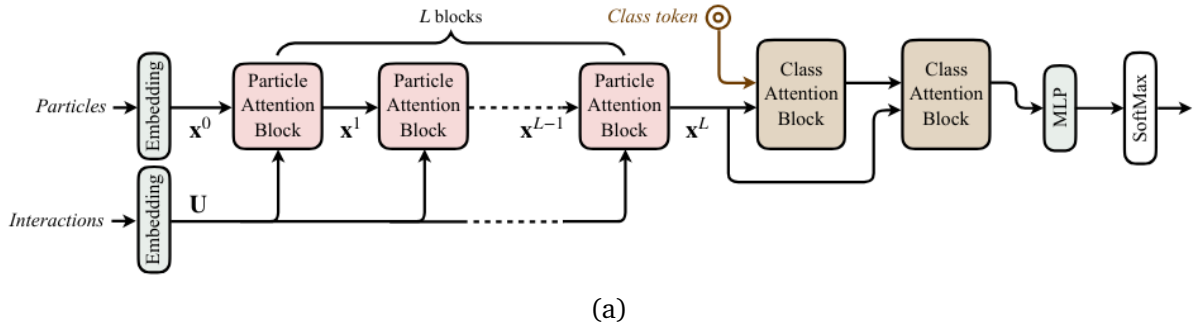 L blocks
Class token
Particles
Embedding
x⁰
Particle
Attention
Block
x¹
Particle
Attention
Block
xᴸ⁻¹
Particle
Attention
Block
xᴸ
Class
Attention
Block
Class
Attention
Block
MLP
SoftMax
Interactions
Embedding
U
(a)